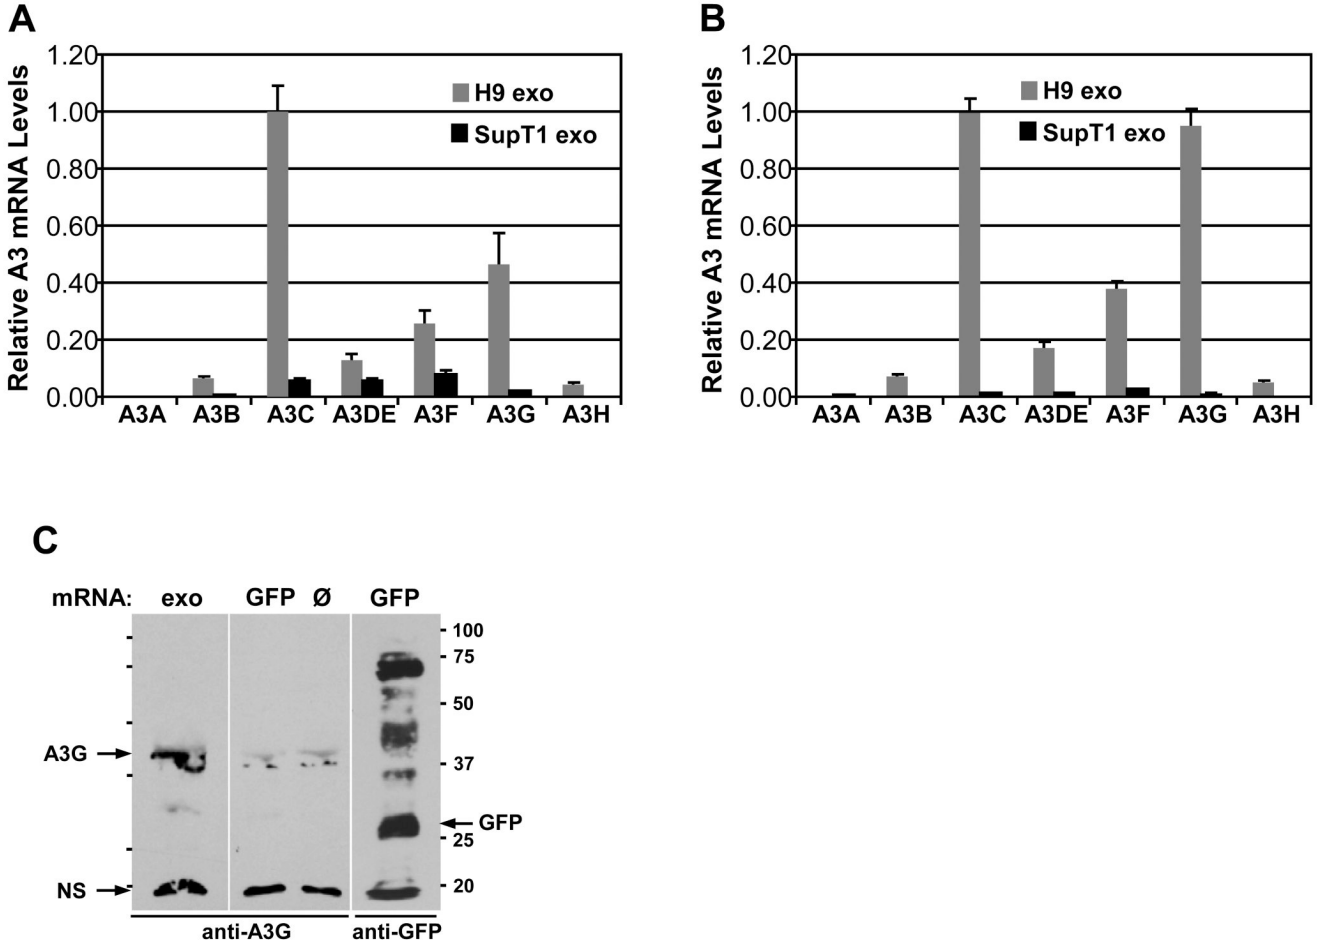 A
Relative A3 mRNA Levels
1.20
1.00
0.80
0.60
0.40
0.20
0.00
H9 exo
SupT1 exo
A3A A3B A3C A3DE A3F A3G A3H
B
Relative A3 mRNA Levels
1.20
1.00
0.80
0.60
0.40
0.20
0.00
H9 exo
SupT1 exo
A3A A3B A3C A3DE A3F A3G A3H
C
mRNA: exo GFP Ø GFP
100
75
50
A3G
37
GFP
25
NS
20
anti-A3G anti-GFP